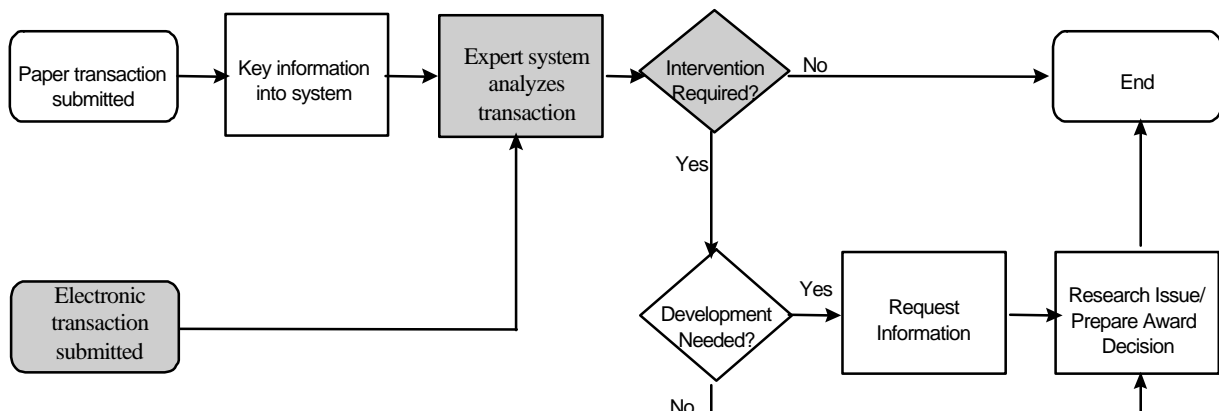 Paper transaction
submitted
Key information
into system
Expert system
analyzes
transaction
Intervention
Required?
No
End
Yes
Electronic
transaction
submitted
Development
Needed?
Yes
Request
Information
Research Issue/
Prepare Award
Decision
No